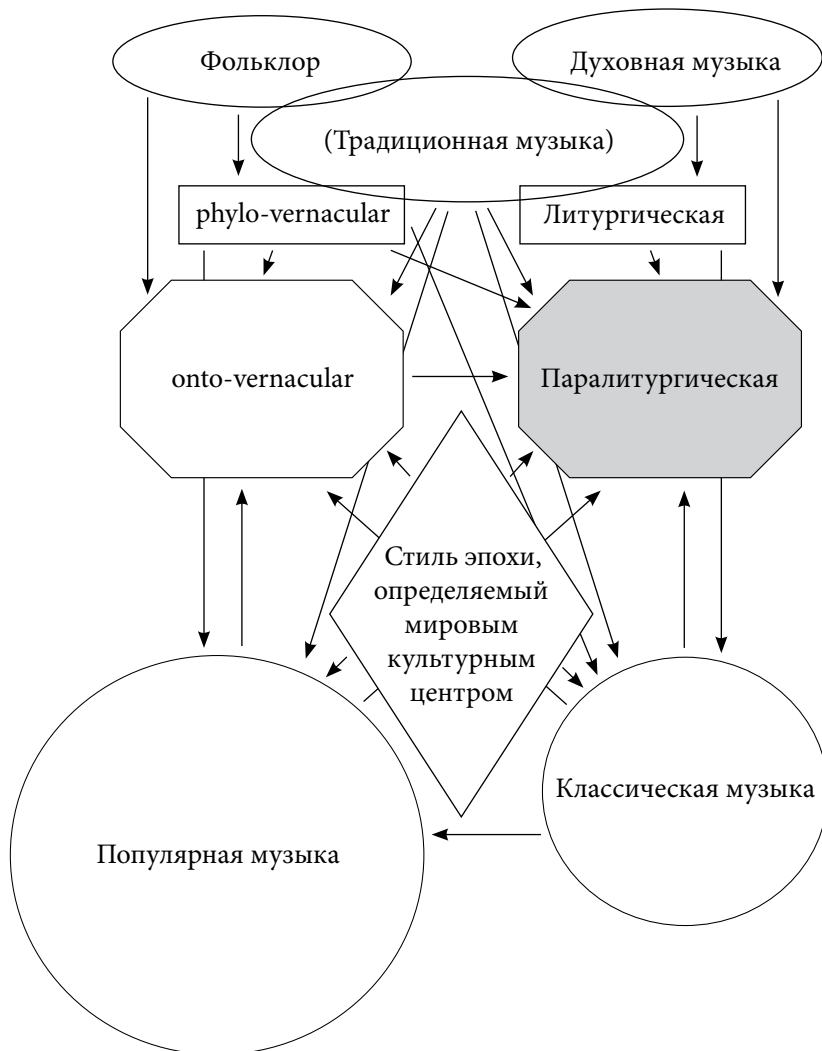 Фольклор
Духовная музыка
(Традиционная музыка)
phylo-vernacular
Литургическая
onto-vernacular
Паралитургическая
Стиль эпохи,
определяемый
мировым
культурным
центром
Классическая музыка
Популярная музыка